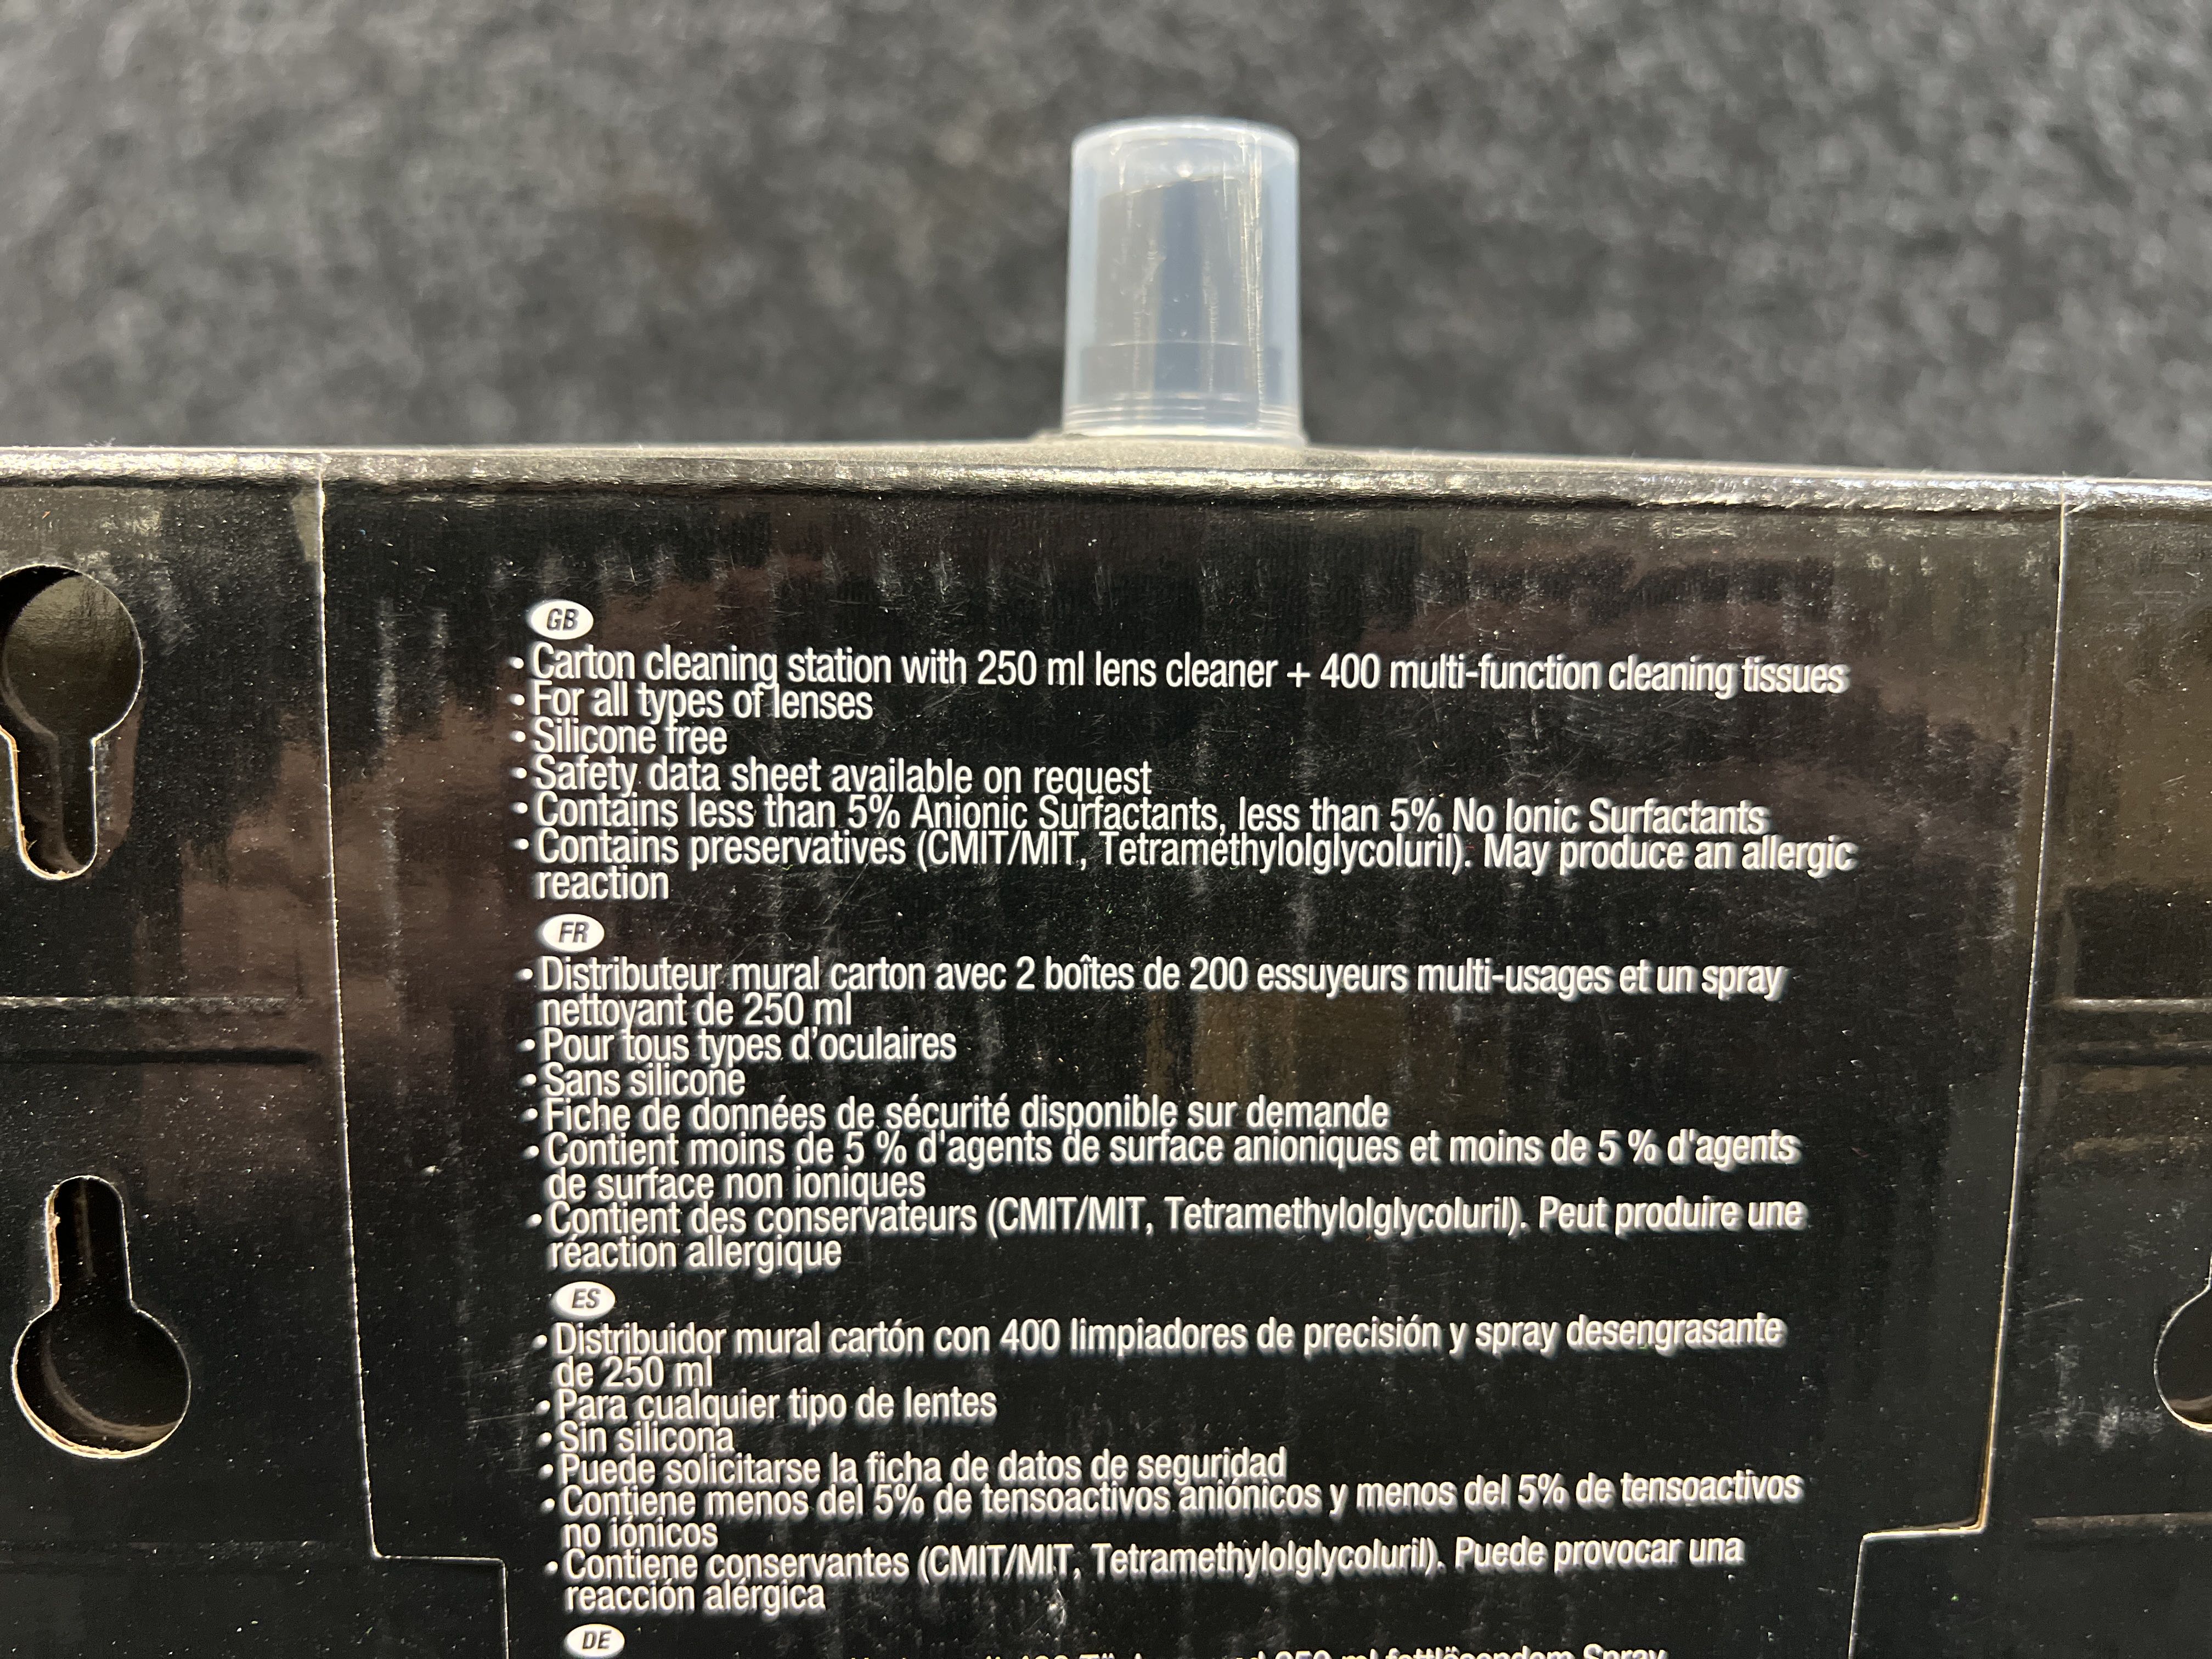 GB
• Carton cleaning station with 250 ml lens cleaner + 400 multi-function cleaning tissues
• For all types of lenses
• Silicone free
• Safety data sheet available on request
• Contains less than 5% Anionic Surfactants, less than 5% No Ionic Surfactants
• Contains preservatives (CMIT/MIT, Tetramethylolglycoluril). May produce an allergic
reaction
FR
• Distributeur mural carton avec 2 boîtes de 200 essuyeurs multi-usages et un spray
nettoyant de 250 ml
• Pour tous types d'oculaires
• Sans silicone
• Fiche de données de sécurité disponible sur demande
• Contient moins de 5 % d'agents de surface anioniques et moins de 5 % d'agents
de surface non ioniques
• Contient des conservateurs (CMIT/MIT, Tetramethylolglycoluril). Peut produire une
réaction allergique
ES
• Distribuidor mural cartón con 400 limpiadores de precisión y spray desengrasante
de 250 ml
• Para cualquier tipo de lentes
• Sin silicona
• Puede solicitarse la ficha de datos de seguridad
• Contiene menos del 5% de tensoactivos aniónicos y menos del 5% de tensoactivos
no iónicos
• Contiene conservantes (CMIT/MIT, Tetramethylolglycoluril). Puede provocar una
reacción alérgica
DE
250 ml fettlösendem Spray